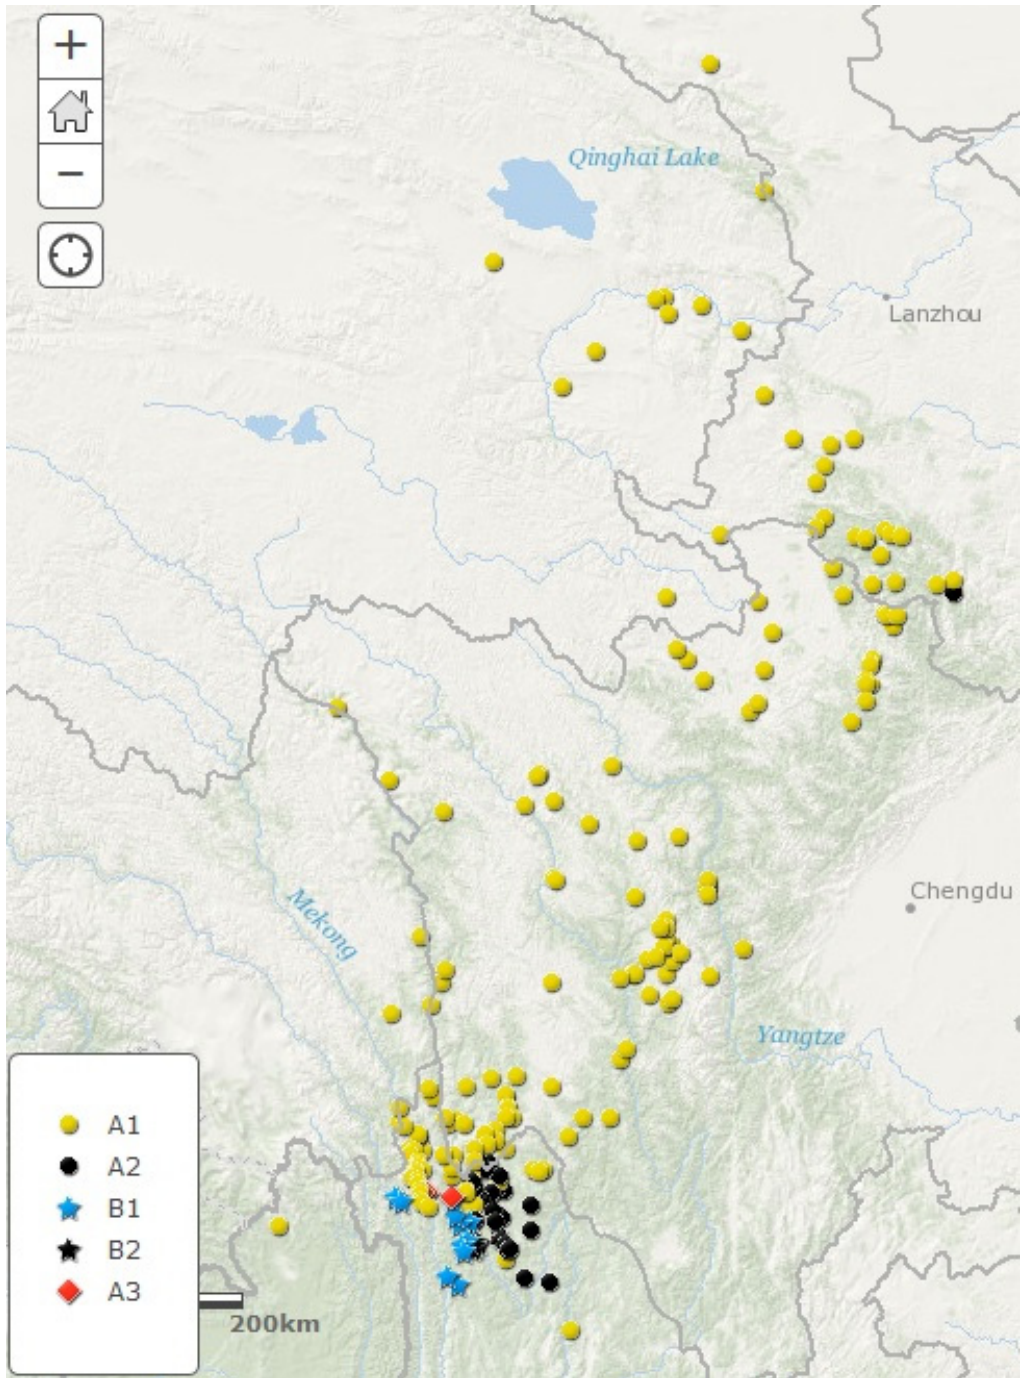 +
Qinghai Lake
−
Lanzhou
Chengdu
Mekong
Yangtze
A1
A2
B1
B2
A3
200km